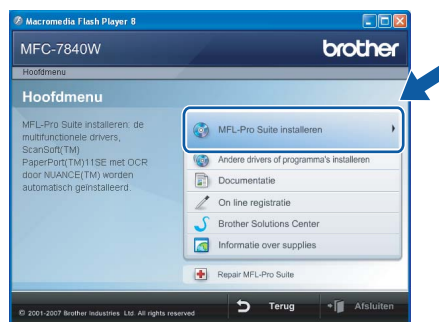 Macromedia Flash Player 8
MFC-7840W
brother
Hoofdmenu
Hoofdmenu
MFL-Pro Suite installeren: de
multifunctionele drivers,
ScanSoft(TM)
PaperPort(TM)11SE met OCR
door NUANCE(TM) worden
automatisch geïnstalleerd.
MFL-Pro Suite installeren
Andere drivers of programma's installeren
Documentatie
On line registratie
Brother Solutions Center
Informatie over supplies
Repair MFL-Pro Suite
© 2001-2007 Brother Industries Ltd. All rights reserved
Terug
Afsluiten